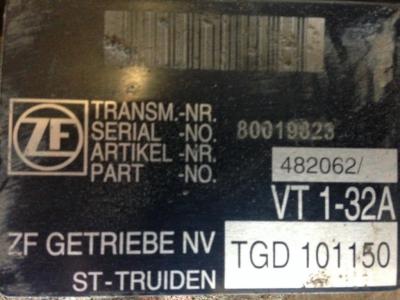 ZF
TRANSM.-NR.
SERIAL -NO. 80019823
ARTIKEL -NR.
PART -NO. 482062/
VT 1-32A
ZF GETRIEBE NV TGD 101150
ST-TRUIDEN